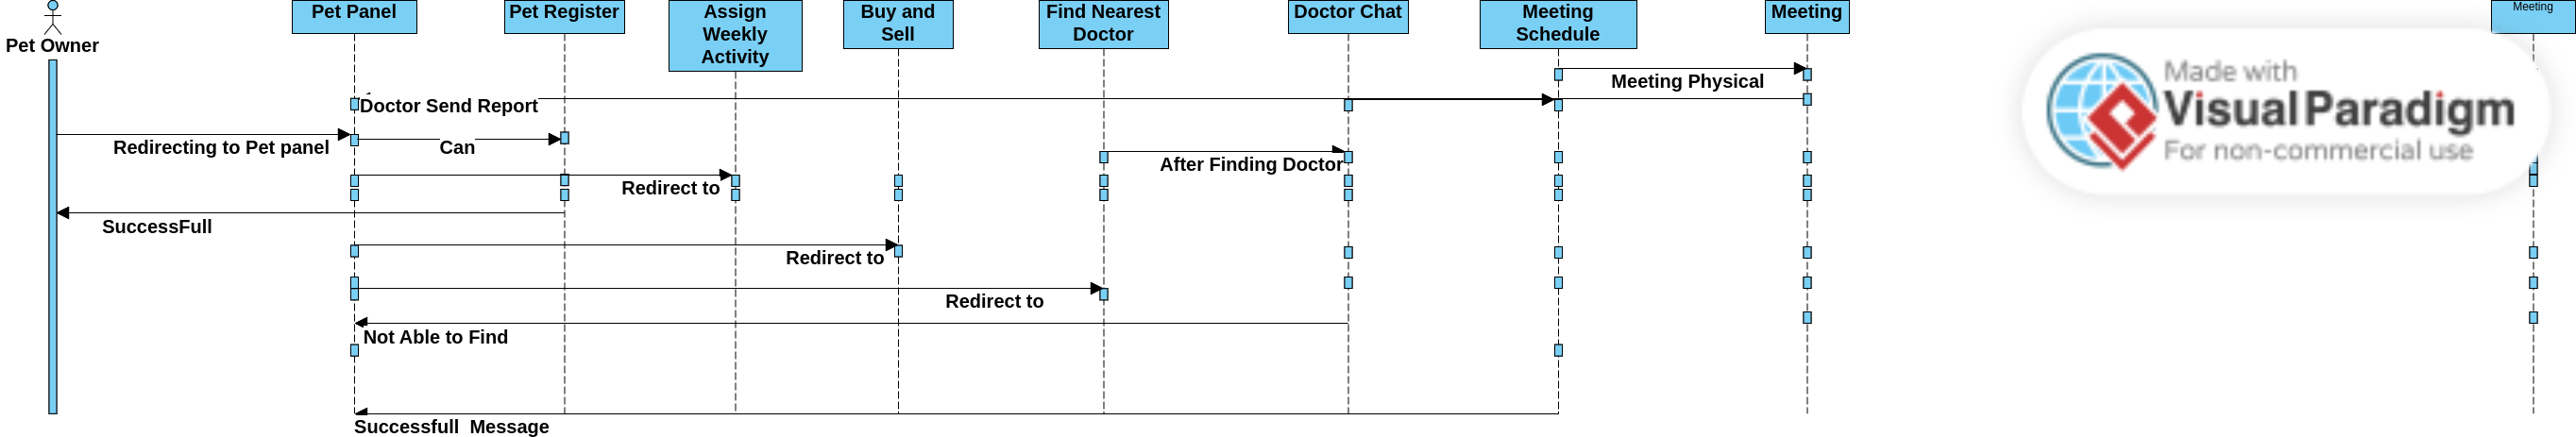 Pet Owner
Pet Panel
Pet Register
Assign
Weekly
Activity
Buy and
Sell
Find Nearest
Doctor
Doctor Chat
Meeting
Schedule
Meeting
Meeting
Made with
Visual Paradigm
For non-commercial use
Meeting Physical
Doctor Send Report
Redirecting to Pet panel
Can
After Finding Doctor
Redirect to
SuccessFull
Redirect to
Redirect to
Not Able to Find
Successfull  Message